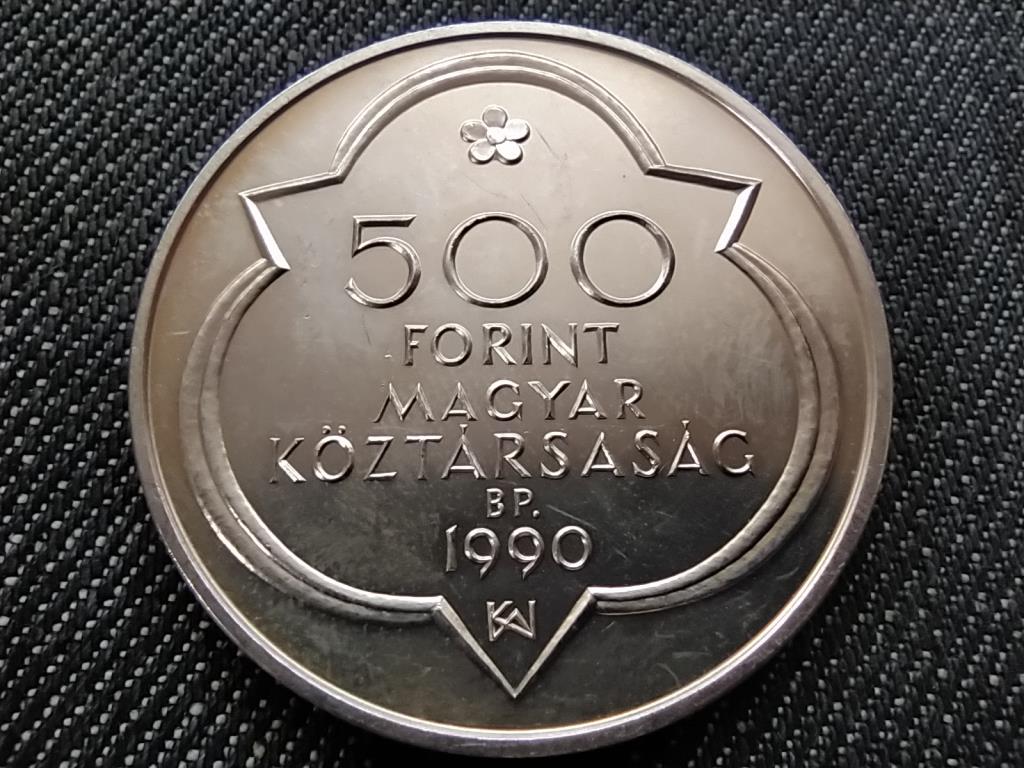 500
FORINT
MAGYAR
KÖZTÁRSASÁG
BP.
1990